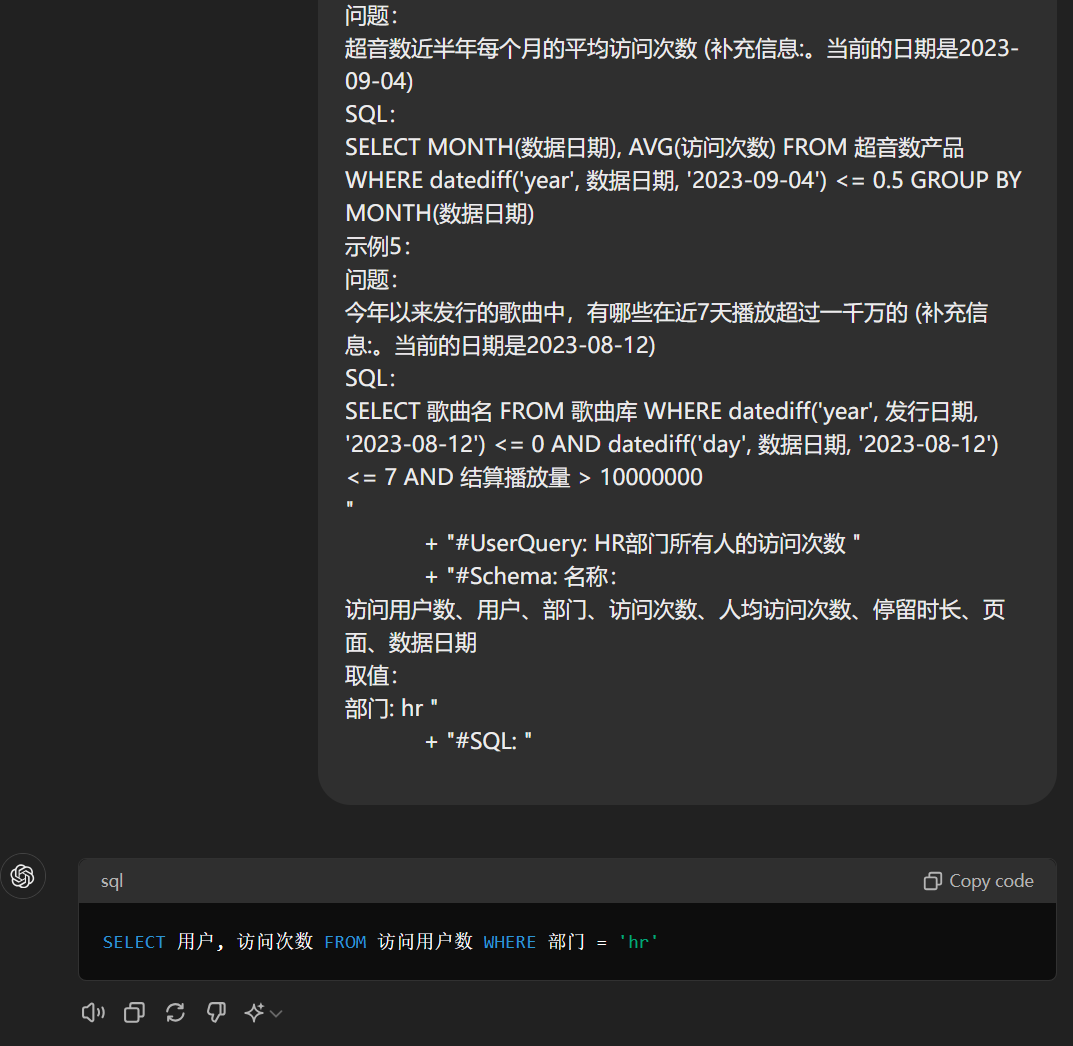 问题：
超音数近半年每个月的平均访问次数 (补充信息:。当前的日期是2023-
09-04)
SQL：
SELECT MONTH(数据日期), AVG(访问次数) FROM 超音数产品
WHERE datediff('year', 数据日期, '2023-09-04') <= 0.5 GROUP BY
MONTH(数据日期)
示例5：
问题：
今年以来发行的歌曲中，有哪些在近7天播放超过一千万的 (补充信
息:。当前的日期是2023-08-12)
SQL：
SELECT 歌曲名 FROM 歌曲库 WHERE datediff('year', 发行日期,
'2023-08-12') <= 0 AND datediff('day', 数据日期, '2023-08-12')
<= 7 AND 结算播放量 > 10000000
"
+ "#UserQuery: HR部门所有人的访问次数 "
+ "#Schema: 名称：
访问用户数、用户、部门、访问次数、人均访问次数、停留时长、页
面、数据日期
取值：
部门: hr "
+ "#SQL: "
sql
Copy code
SELECT 用户, 访问次数 FROM 访问用户数 WHERE 部门 = 'hr'